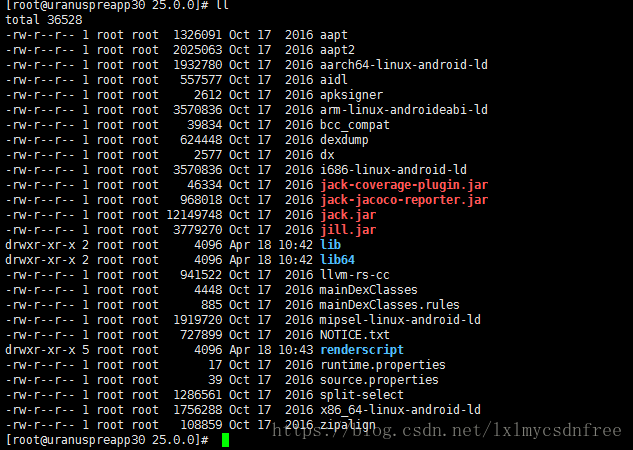 [root@uranuspreapp30 25.0.0]# ll
total 36528
-rw-r--r-- 1 root root  1326091 Oct 17  2016 aapt
-rw-r--r-- 1 root root  2025063 Oct 17  2016 aapt2
-rw-r--r-- 1 root root  1932780 Oct 17  2016 aarch64-linux-android-ld
-rw-r--r-- 1 root root   557577 Oct 17  2016 aidl
-rw-r--r-- 1 root root     2612 Oct 17  2016 apksigner
-rw-r--r-- 1 root root  3570836 Oct 17  2016 arm-linux-androideabi-ld
-rw-r--r-- 1 root root    39834 Oct 17  2016 bcc_compat
-rw-r--r-- 1 root root   624448 Oct 17  2016 dexdump
-rw-r--r-- 1 root root     2577 Oct 17  2016 dx
-rw-r--r-- 1 root root  3570836 Oct 17  2016 i686-linux-android-ld
-rw-r--r-- 1 root root    46334 Oct 17  2016 jack-coverage-plugin.jar
-rw-r--r-- 1 root root   968018 Oct 17  2016 jack-jacoco-reporter.jar
-rw-r--r-- 1 root root 12149748 Oct 17  2016 jack.jar
-rw-r--r-- 1 root root  3779270 Oct 17  2016 jill.jar
drwxr-xr-x 2 root root     4096 Apr 18 10:42 lib
drwxr-xr-x 2 root root     4096 Apr 18 10:42 lib64
-rw-r--r-- 1 root root   941522 Oct 17  2016 llvm-rs-cc
-rw-r--r-- 1 root root     4448 Oct 17  2016 mainDexClasses
-rw-r--r-- 1 root root      885 Oct 17  2016 mainDexClasses.rules
-rw-r--r-- 1 root root  1919720 Oct 17  2016 mipsel-linux-android-ld
-rw-r--r-- 1 root root   727899 Oct 17  2016 NOTICE.txt
drwxr-xr-x 5 root root     4096 Apr 18 10:43 renderscript
-rw-r--r-- 1 root root       17 Oct 17  2016 runtime.properties
-rw-r--r-- 1 root root       39 Oct 17  2016 source.properties
-rw-r--r-- 1 root root  1286561 Oct 17  2016 split-select
-rw-r--r-- 1 root root  1756288 Oct 17  2016 x86_64-linux-android-ld
-rw-r--r-- 1 root root   108859 Oct 17  2016 zipalign
https://blog.csdn.net/lxlmycsdnfree
[root@uranuspreapp30 25.0.0]#